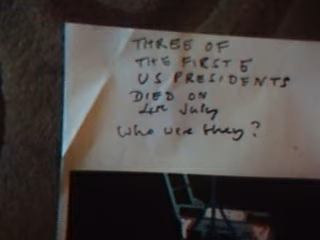 THREE OF
THE FIRST 5
US PRESIDENTS
DIED ON
4th July
Who were they?